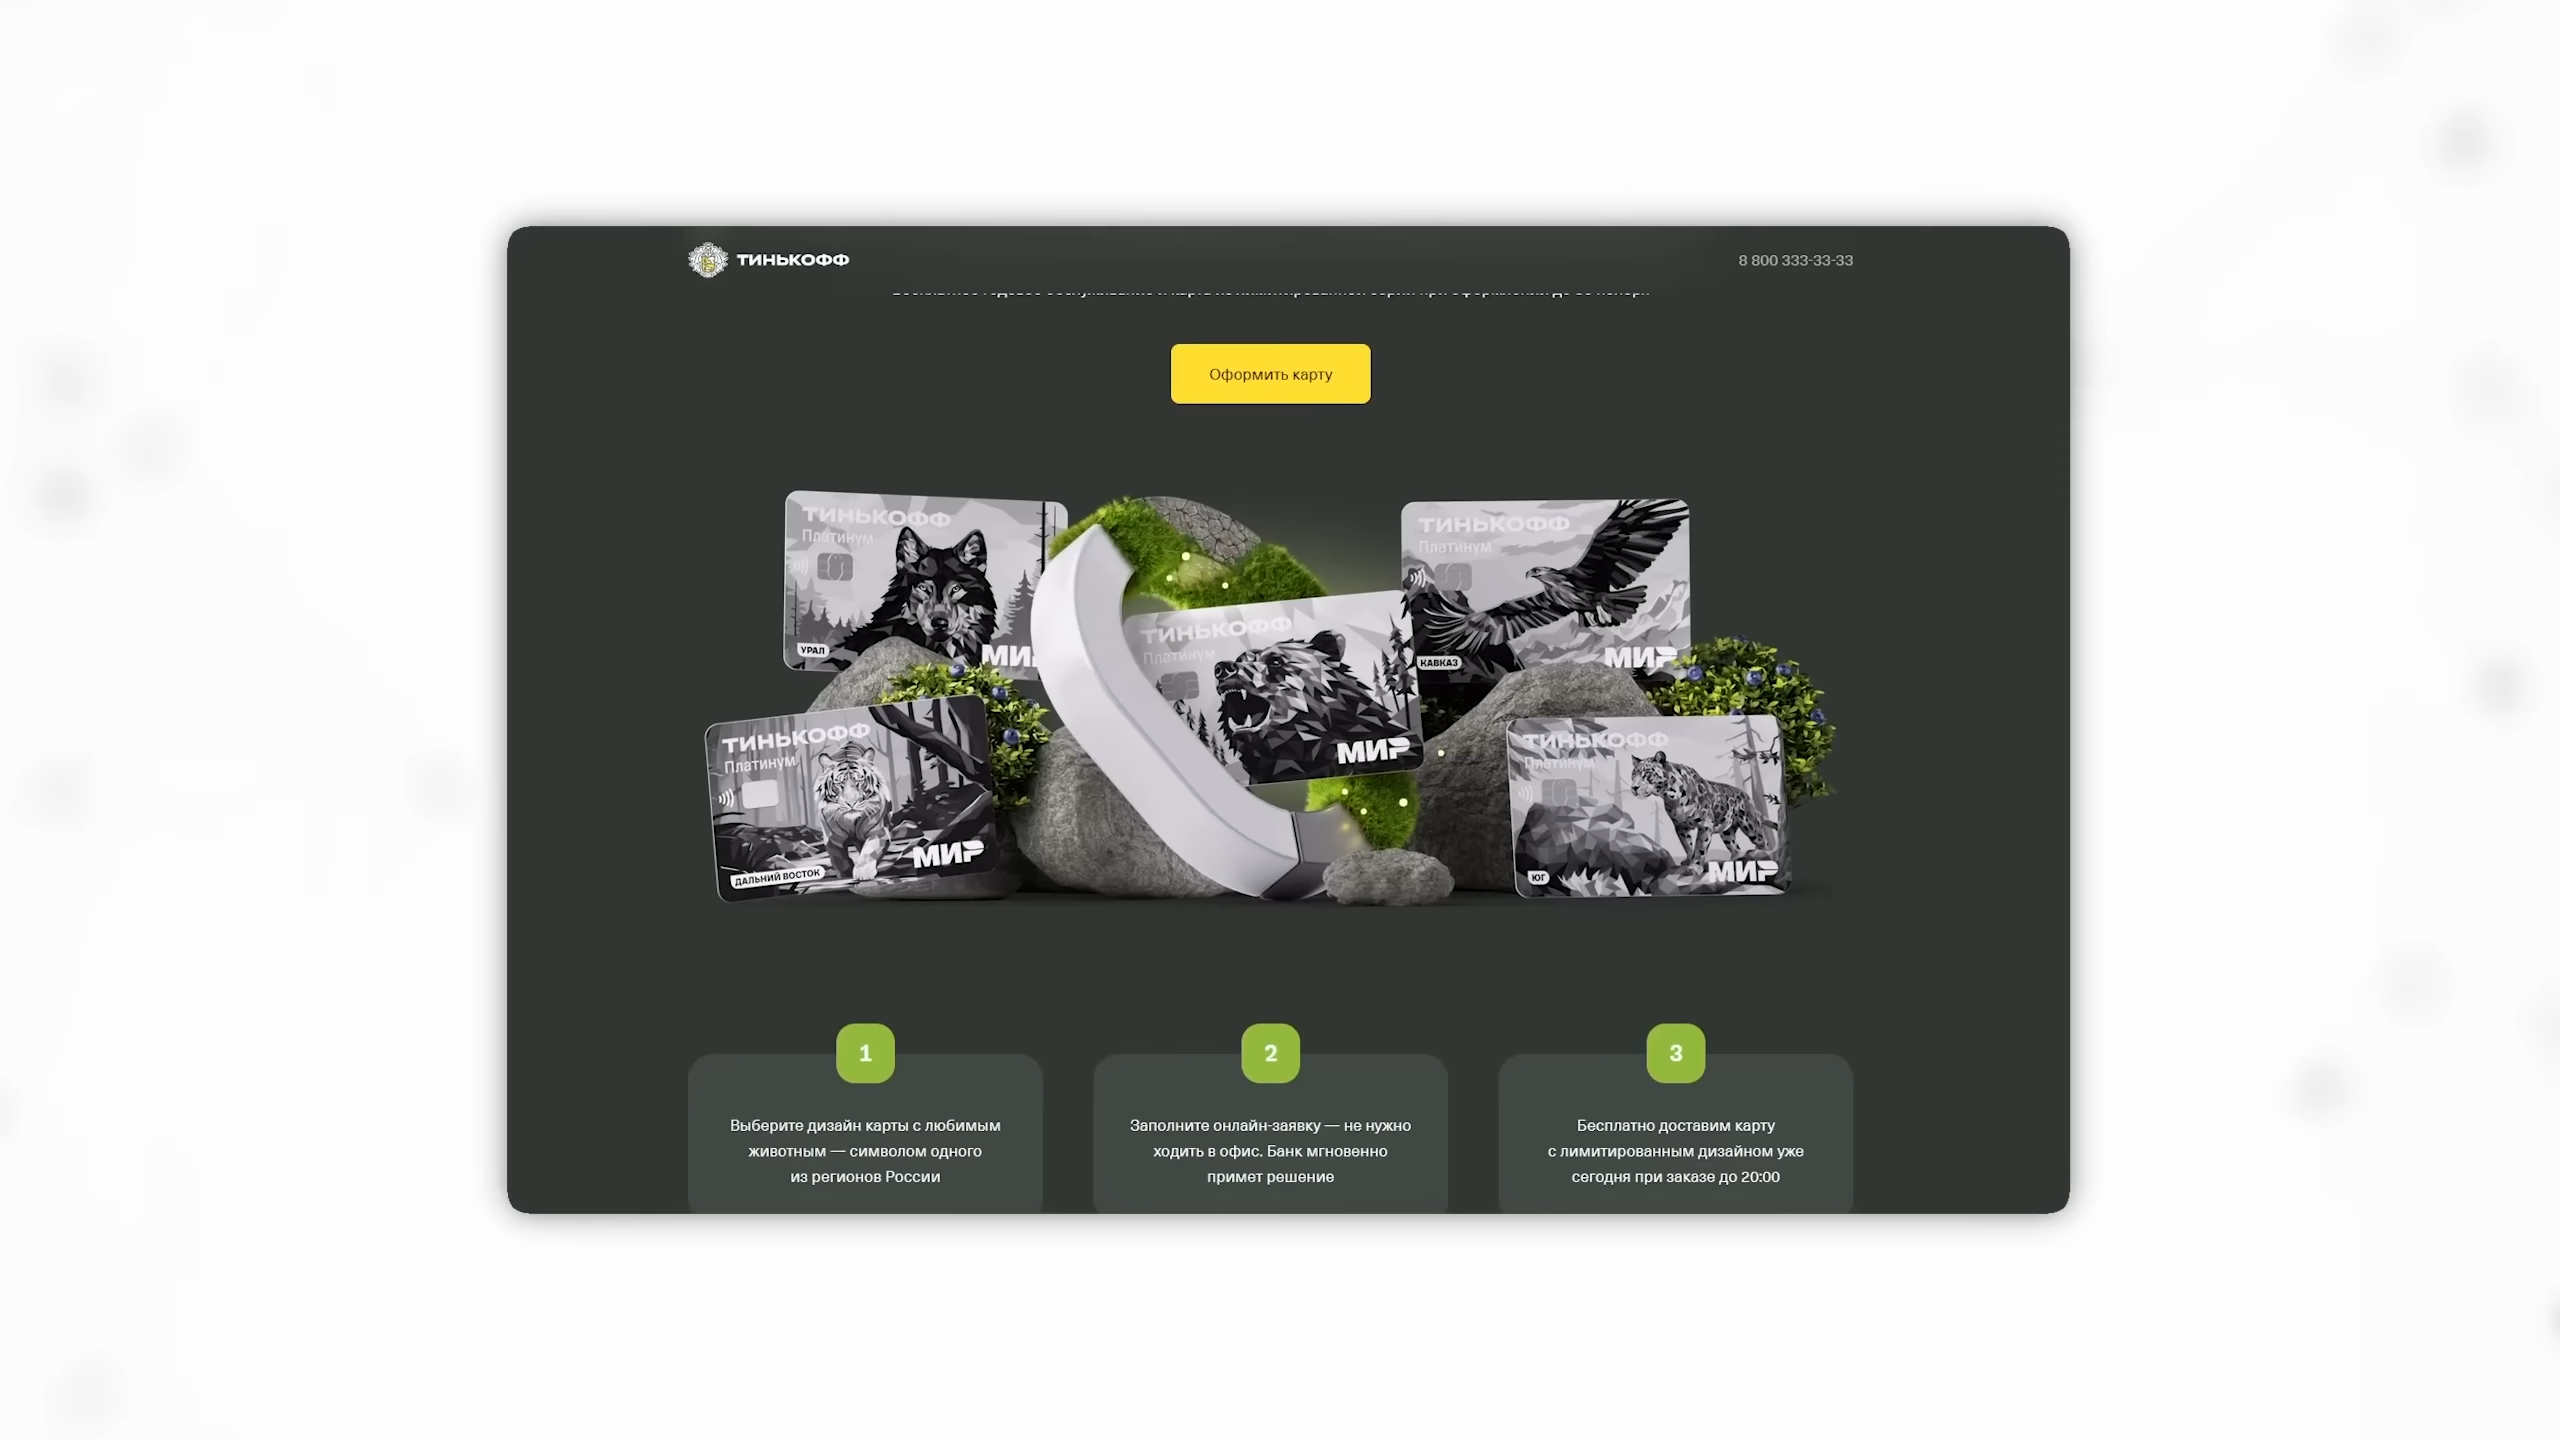 ТИНЬКОФФ
8 800 333-33-33
Оформить карту
ТИНЬКОФФ
Платинум
УРАЛ
ТИНЬКОФФ
Платинум
МИР
ТИНЬКОФФ
Платинум
КАВКАЗ
МИР
ТИНЬКОФФ
Платинум
ДАЛЬНИЙ ВОСТОК
МИР
ТИНЬКОФФ
Платинум
ЮГ
МИР
1
Выберите дизайн карты с любимым
животным — символом одного
из регионов России
2
Заполните онлайн-заявку — не нужно
ходить в офис. Банк мгновенно
примет решение
3
Бесплатно доставим карту
с лимитированным дизайном уже
сегодня при заказе до 20:00